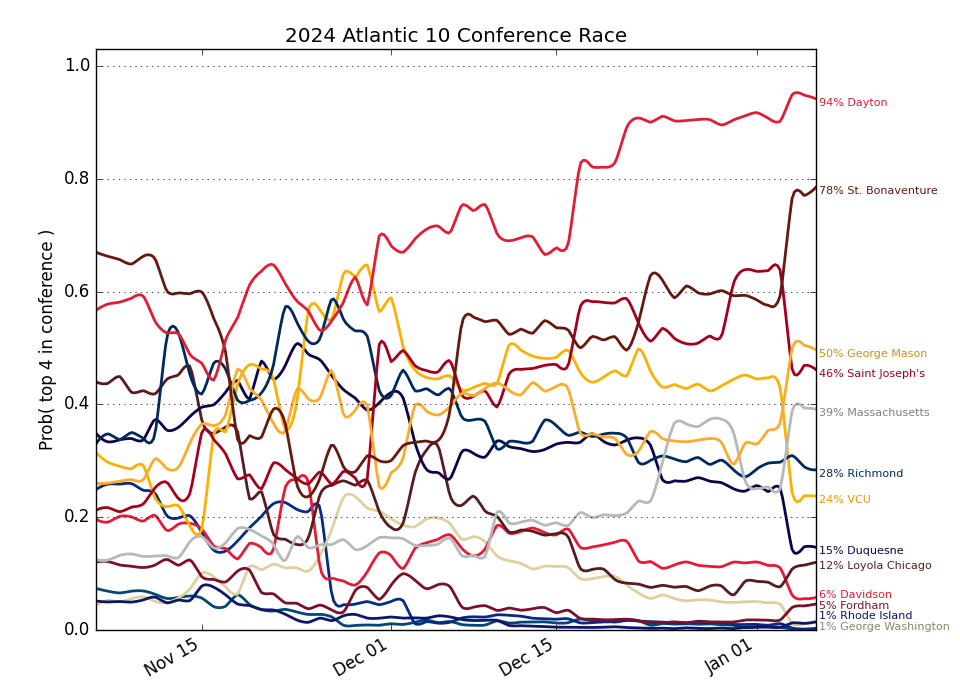 2024 Atlantic 10 Conference Race
Prob( top 4 in conference )
1.0
0.8
0.6
0.4
0.2
0.0
Nov 15
Dec 01
Dec 15
Jan 01
94% Dayton
78% St. Bonaventure
50% George Mason
46% Saint Joseph's
39% Massachusetts
28% Richmond
24% VCU
15% Duquesne
12% Loyola Chicago
6% Davidson
5% Fordham
1% Rhode Island
1% George Washington